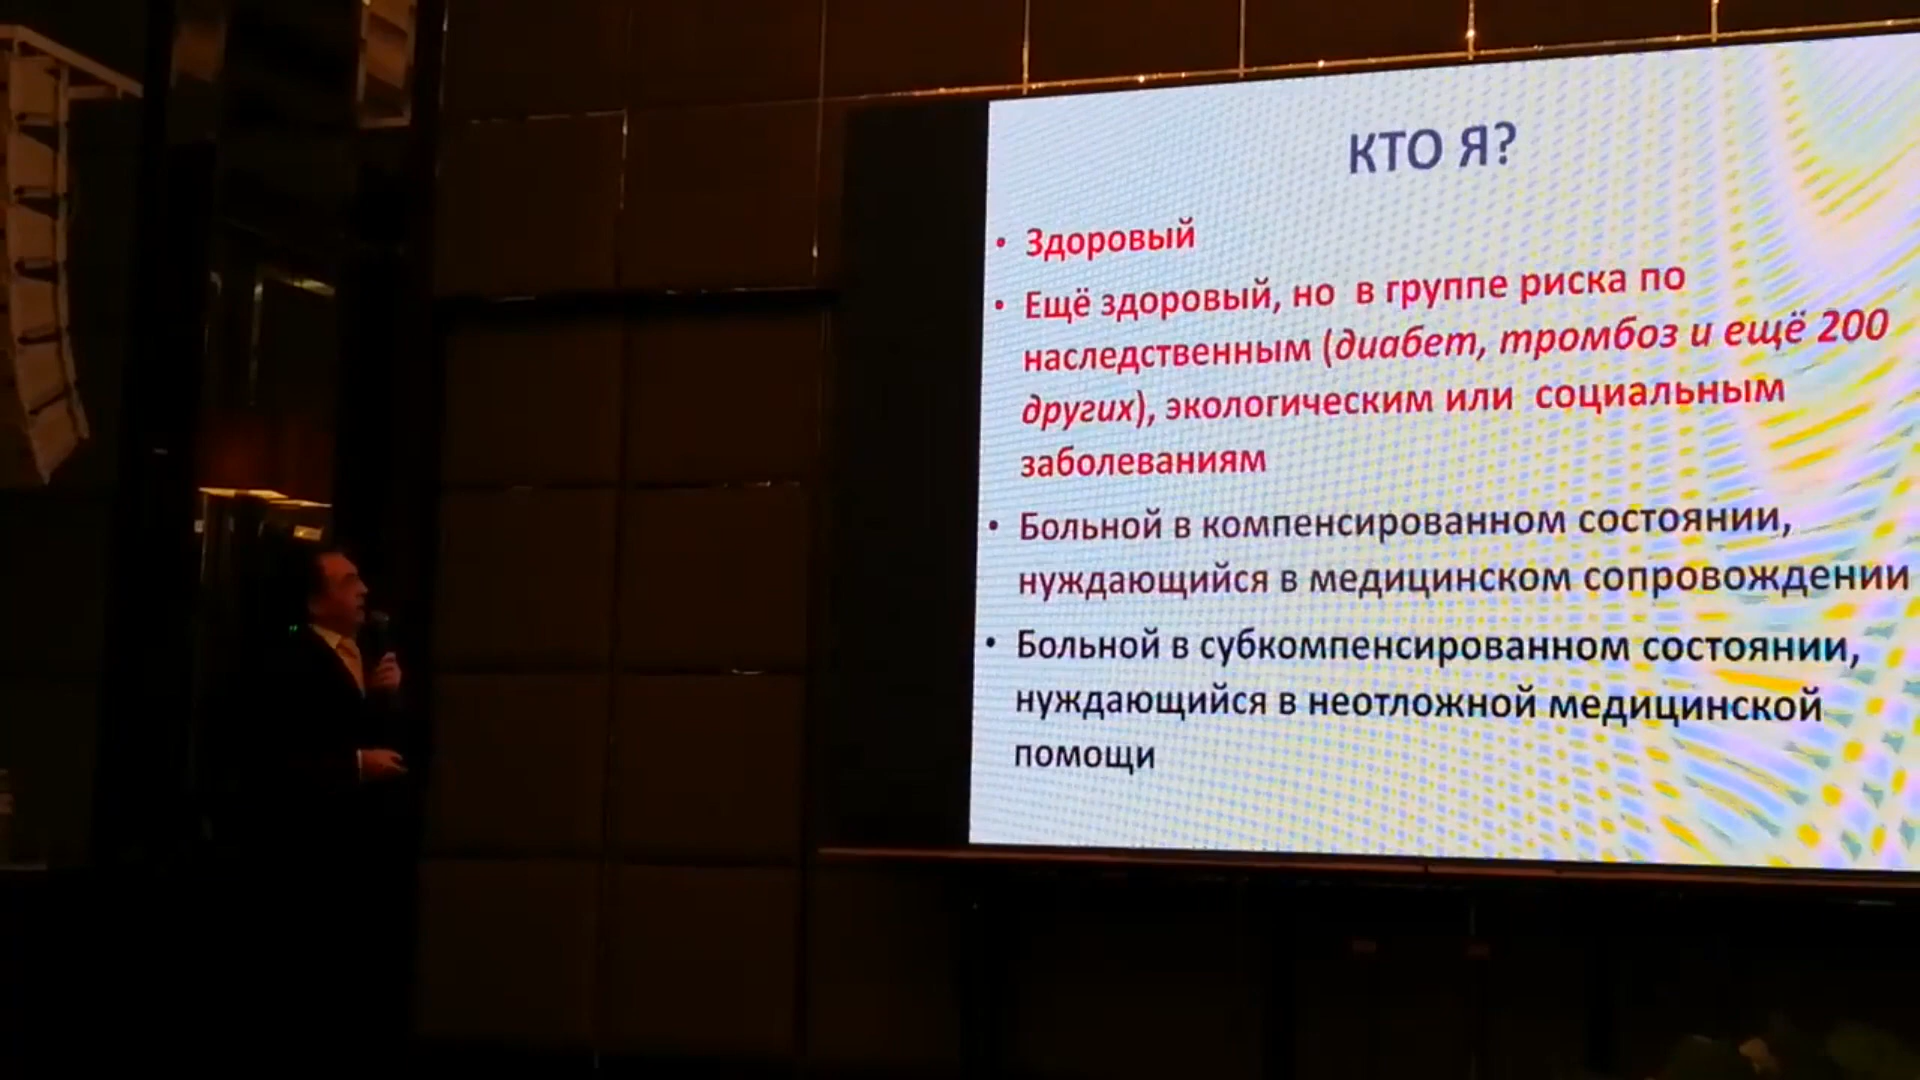 КТО Я?
• Здоровый
• Ещё здоровый, но в группе риска по
наследственным (диабет, тромбоз и ещё 200
других), экологическим или социальным
заболеваниям
• Больной в компенсированном состоянии,
нуждающийся в медицинском сопровождении
• Больной в субкомпенсированном состоянии,
нуждающийся в неотложной медицинской
помощи